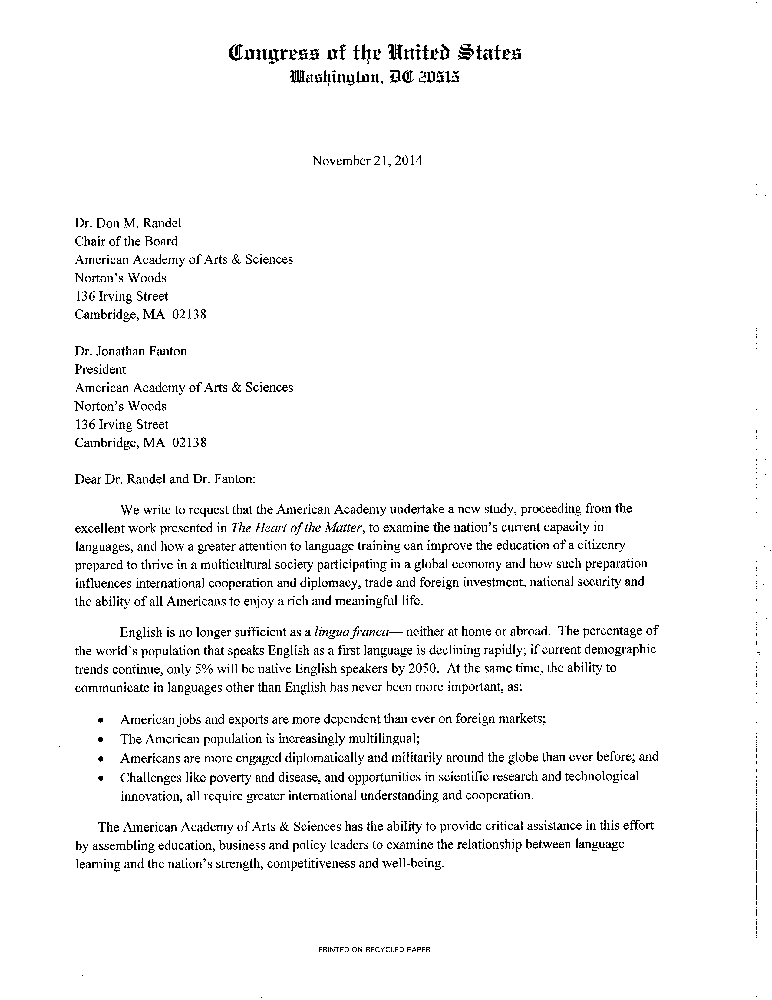 Congress of the United States
Washington, DC 20515
November 21, 2014
Dr. Don M. Randel
Chair of the Board
American Academy of Arts & Sciences
Norton's Woods
136 Irving Street
Cambridge, MA  02138
Dr. Jonathan Fanton
President
American Academy of Arts & Sciences
Norton's Woods
136 Irving Street
Cambridge, MA  02138
Dear Dr. Randel and Dr. Fanton:
We write to request that the American Academy undertake a new study, proceeding from the
excellent work presented in The Heart of the Matter, to examine the nation's current capacity in
languages, and how a greater attention to language training can improve the education of a citizenry
prepared to thrive in a multicultural society participating in a global economy and how such preparation
influences international cooperation and diplomacy, trade and foreign investment, national security and
the ability of all Americans to enjoy a rich and meaningful life.
English is no longer sufficient as a lingua franca— neither at home or abroad.  The percentage of
the world's population that speaks English as a first language is declining rapidly; if current demographic
trends continue, only 5% will be native English speakers by 2050.  At the same time, the ability to
communicate in languages other than English has never been more important, as:
• American jobs and exports are more dependent than ever on foreign markets;
• The American population is increasingly multilingual;
• Americans are more engaged diplomatically and militarily around the globe than ever before; and
• Challenges like poverty and disease, and opportunities in scientific research and technological
innovation, all require greater international understanding and cooperation.
The American Academy of Arts & Sciences has the ability to provide critical assistance in this effort
by assembling education, business and policy leaders to examine the relationship between language
learning and the nation's strength, competitiveness and well-being.
PRINTED ON RECYCLED PAPER